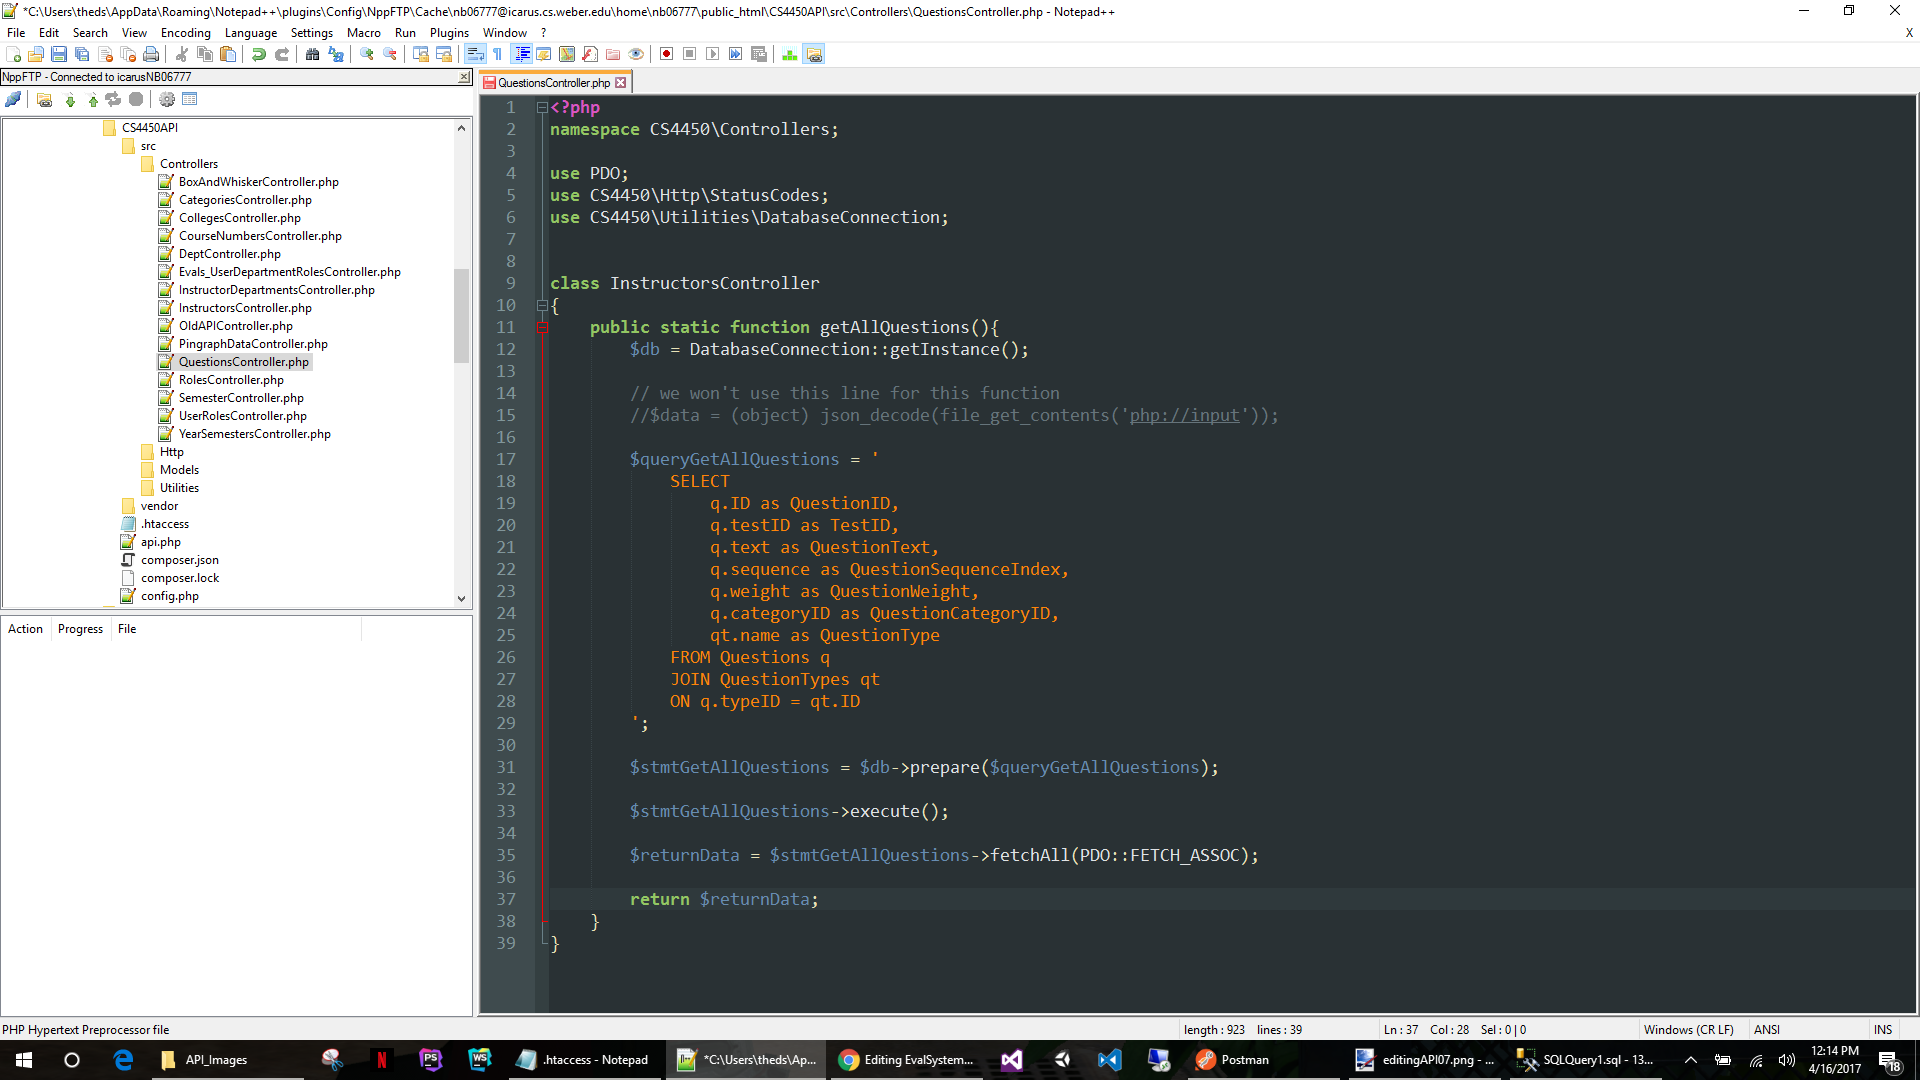 *C:\Users\theds\AppData\Roaming\Notepad++\plugins\Config\NppFTP\Cache\nb06777@icarus.cs.weber.edu\home\nb06777\public_html\CS4450API\src\Controllers\QuestionsController.php - Notepad++
File Edit Search View Encoding Language Settings Macro Run Plugins Window ? X
NppFTP - Connected to icarusNB06777
QuestionsController.php
CS4450API
src
Controllers
BoxAndWhiskerController.php
CategoriesController.php
CollegesController.php
CourseNumbersController.php
DeptController.php
Evals_UserDepartmentRolesController.php
InstructorDepartmentsController.php
InstructorsController.php
OldAPIController.php
PingraphDataController.php
QuestionsController.php
RolesController.php
SemesterController.php
UserRolesController.php
YearSemestersController.php
Http
Models
Utilities
vendor
.htaccess
api.php
composer.json
composer.lock
config.php
Action Progress File
1 <?php
2 namespace CS4450\Controllers;
3
4 use PDO;
5 use CS4450\Http\StatusCodes;
6 use CS4450\Utilities\DatabaseConnection;
7
8
9 class InstructorsController
10 {
11 public static function getAllQuestions(){
12 $db = DatabaseConnection::getInstance();
13
14 // we won't use this line for this function
15 //$data = (object) json_decode(file_get_contents('php://input'));
16
17 $queryGetAllQuestions = '
18 SELECT
19 q.ID as QuestionID,
20 q.testID as TestID,
21 q.text as QuestionText,
22 q.sequence as QuestionSequenceIndex,
23 q.weight as QuestionWeight,
24 q.categoryID as QuestionCategoryID,
25 qt.name as QuestionType
26 FROM Questions q
27 JOIN QuestionTypes qt
28 ON q.typeID = qt.ID
29 ';
30
31 $stmtGetAllQuestions = $db->prepare($queryGetAllQuestions);
32
33 $stmtGetAllQuestions->execute();
34
35 $returnData = $stmtGetAllQuestions->fetchAll(PDO::FETCH_ASSOC);
36
37 return $returnData;
38 }
39 }
PHP Hypertext Preprocessor file length : 923 lines : 39 Ln : 37 Col : 28 Sel : 0 | 0 Windows (CR LF) ANSI INS
API_Images PS WS .htaccess - Notepad *C:\Users\theds\Ap... Editing EvalSystem... Postman editingAPI07.png - ... SQLQuery1.sql - 13... 12:14 PM
4/16/2017 18